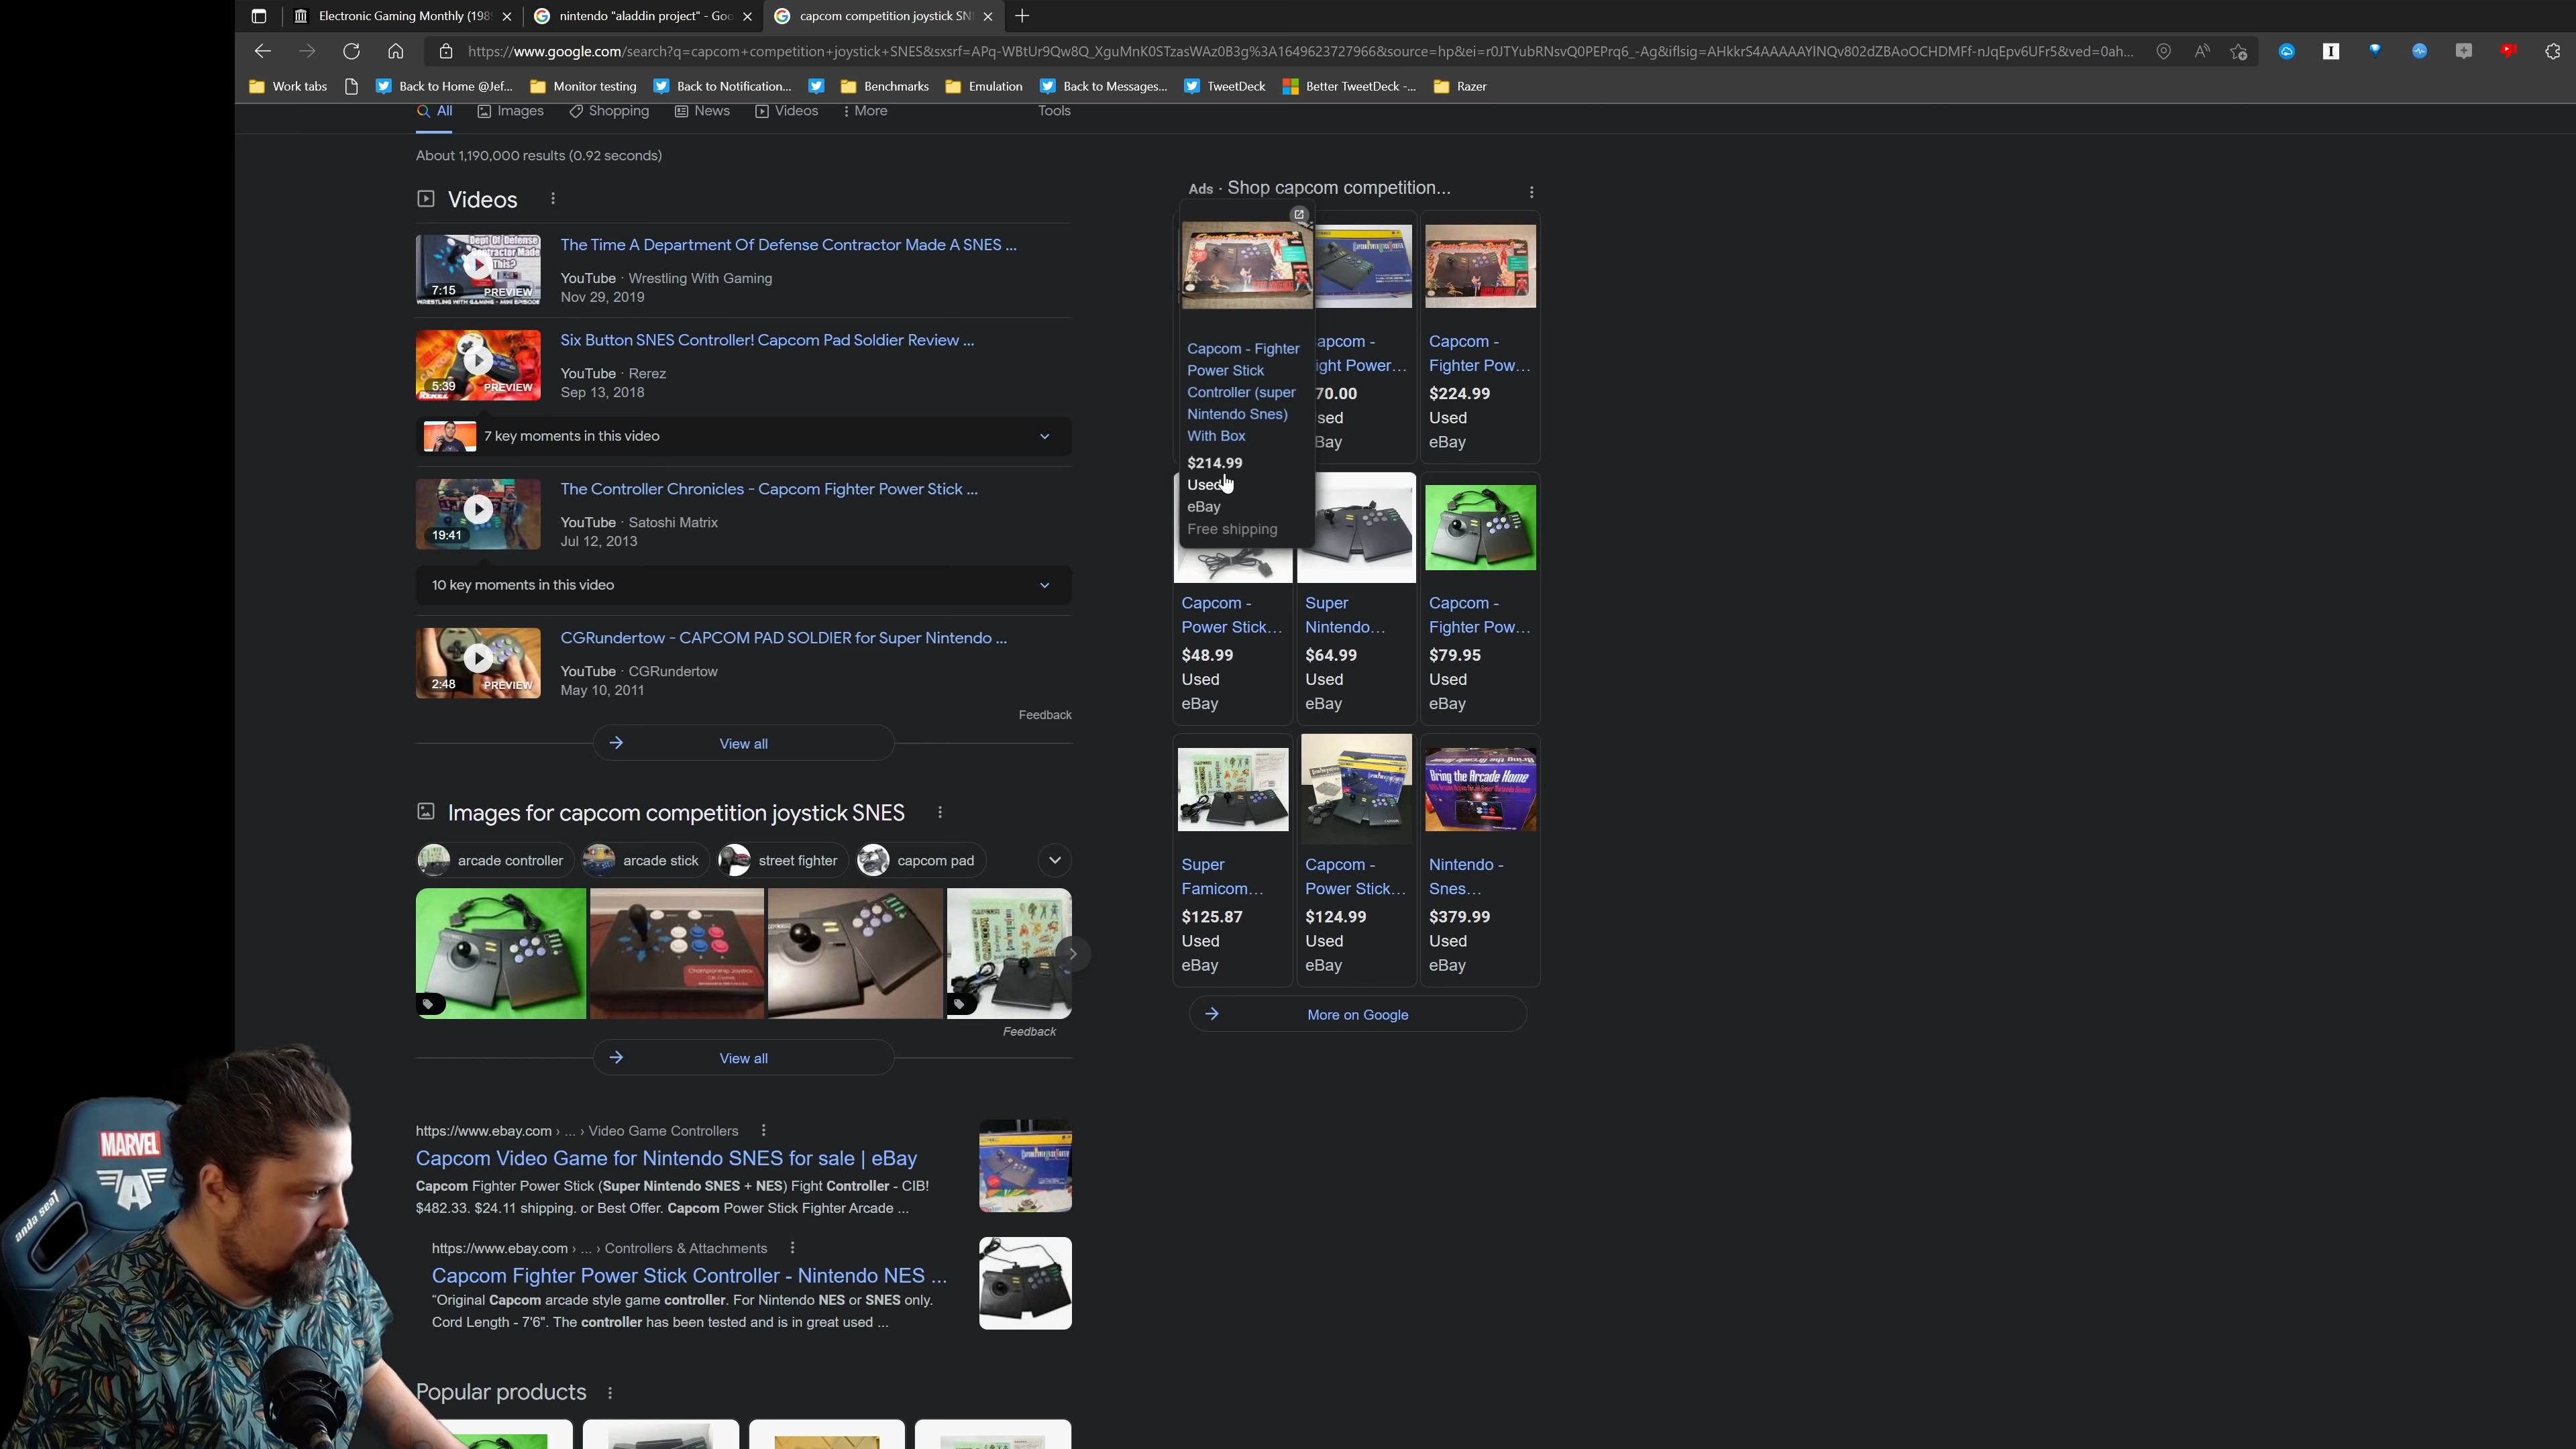 Electronic Gaming Monthly (198
nintendo "aladdin project" - Goo
capcom competition joystick SN
https://www.google.com/search?q=capcom+competition+joystick+SNES&sxsrf=APq-WBtUr9Qw8Q_XguMnK0STzasWAz0B3g%3A1649623727966&source=hp&ei=r0JTYubRNsvQ0PEPrq6_-Ag&iflsig=AHkkrS4AAAAAYlNQv802dZBAoOCHDMFf-nJqEpv6UFr5&ved=0ah...
Work tabs
Back to Home @Jef...
Monitor testing
Back to Notification...
Benchmarks
Emulation
Back to Messages...
TweetDeck
Better TweetDeck -...
Razer
All
Images
Shopping
News
Videos
More
Tools
About 1,190,000 results (0.92 seconds)
Videos
Dept Of Defense
7:15
PREVIEW
WRESTLING WITH GAMING - MINI EPISODE
The Time A Department Of Defense Contractor Made A SNES ...
YouTube · Wrestling With Gaming
Nov 29, 2019
5:39
PREVIEW
REREZ
Six Button SNES Controller! Capcom Pad Soldier Review ...
YouTube · Rerez
Sep 13, 2018
7 key moments in this video
19:41
The Controller Chronicles - Capcom Fighter Power Stick ...
YouTube · Satoshi Matrix
Jul 12, 2013
10 key moments in this video
2:48
PREVIEW
CGRundertow - CAPCOM PAD SOLDIER for Super Nintendo ...
YouTube · CGRundertow
May 10, 2011
Feedback
View all
Images for capcom competition joystick SNES
arcade controller
arcade stick
street fighter
capcom pad
Feedback
View all
https://www.ebay.com › ... › Video Game Controllers
Capcom Video Game for Nintendo SNES for sale | eBay
Capcom Fighter Power Stick (Super Nintendo SNES + NES) Fight Controller - CIB!
$482.33. $24.11 shipping. or Best Offer. Capcom Power Stick Fighter Arcade ...
https://www.ebay.com › ... › Controllers & Attachments
Capcom Fighter Power Stick Controller - Nintendo NES ...
"Original Capcom arcade style game controller. For Nintendo NES or SNES only.
Cord Length - 7'6". The controller has been tested and is in great used ...
Popular products
Ads · Shop capcom competition...
Capcom - Fighter
Power Stick
Controller (super
Nintendo Snes)
With Box
$214.99
Used
eBay
Free shipping
apcom -
ight Power...
70.00
sed
Bay
Capcom -
Fighter Pow...
$224.99
Used
eBay
Capcom -
Power Stick...
$48.99
Used
eBay
Super
Nintendo...
$64.99
Used
eBay
Capcom -
Fighter Pow...
$79.95
Used
eBay
Bring the Arcade Home
Super
Famicom...
$125.87
Used
eBay
Capcom -
Power Stick...
$124.99
Used
eBay
Nintendo -
Snes...
$379.99
Used
eBay
More on Google
MARVEL
anda seaT